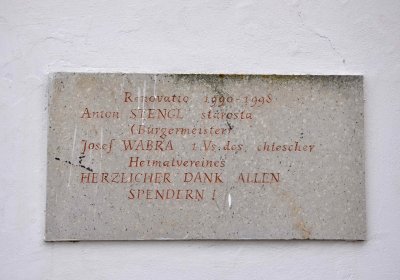 Renovatio 1990-1998
Anton STENGL starosta
(Bürgermeister)
Josef WABRA 1.Vs.des
Heimatvereines
HERZLICHER DANK ALLEN
SPENDERN !